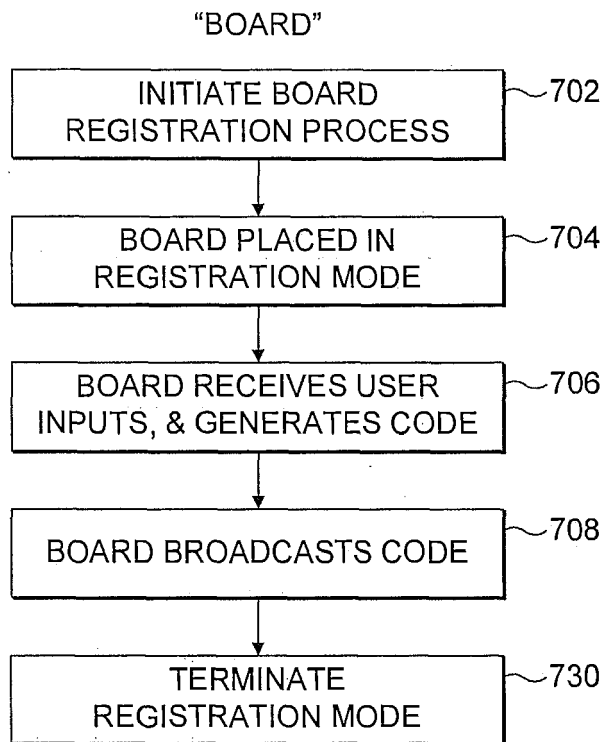 “BOARD”
INITIATE BOARD
REGISTRATION PROCESS
702
BOARD PLACED IN
REGISTRATION MODE
704
BOARD RECEIVES USER
INPUTS, & GENERATES CODE
706
BOARD BROADCASTS CODE
708
TERMINATE
REGISTRATION MODE
730